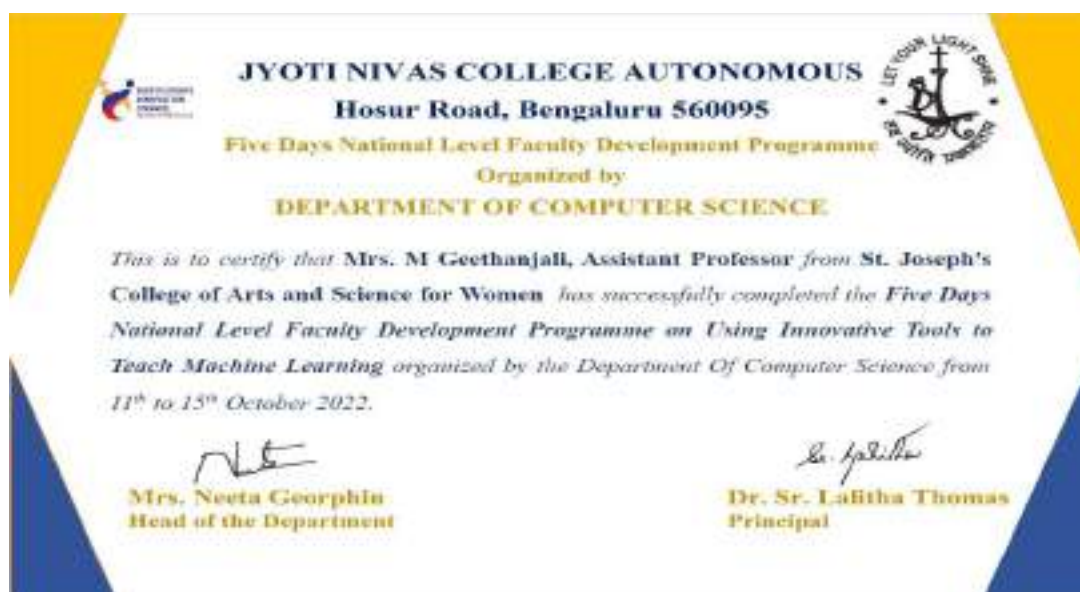 JYOTI NIVAS COLLEGE AUTONOMOUS
Hosur Road, Bengaluru 560095
LET YOUR LIGHT SHINE
Five Days National Level Faculty Development Programme
Organized by
DEPARTMENT OF COMPUTER SCIENCE
This is to certify that Mrs. M Geethanjali, Assistant Professor from St. Joseph's
College of Arts and Science for Women has successfully completed the Five Days
National Level Faculty Development Programme on Using Innovative Tools to
Teach Machine Learning organized by the Department Of Computer Science from
11th to 15th October 2022.
Sr. Lalitha
Mrs. Neeta Georphin
Head of the Department
Dr. Sr. Lalitha Thomas
Principal